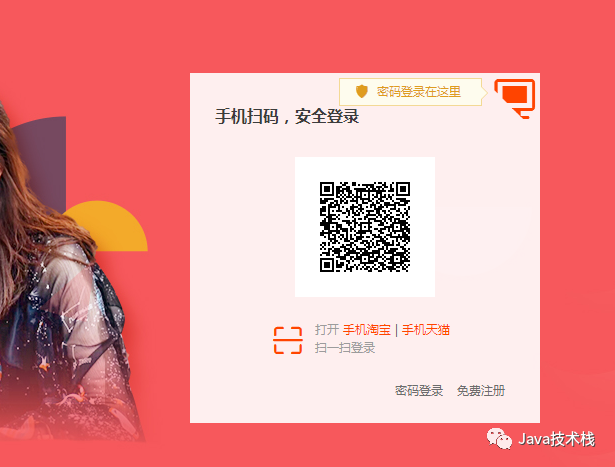 密码登录在这里
手机扫码，安全登录
打开 手机淘宝 | 手机天猫
扫一扫登录
密码登录 免费注册
Java技术栈